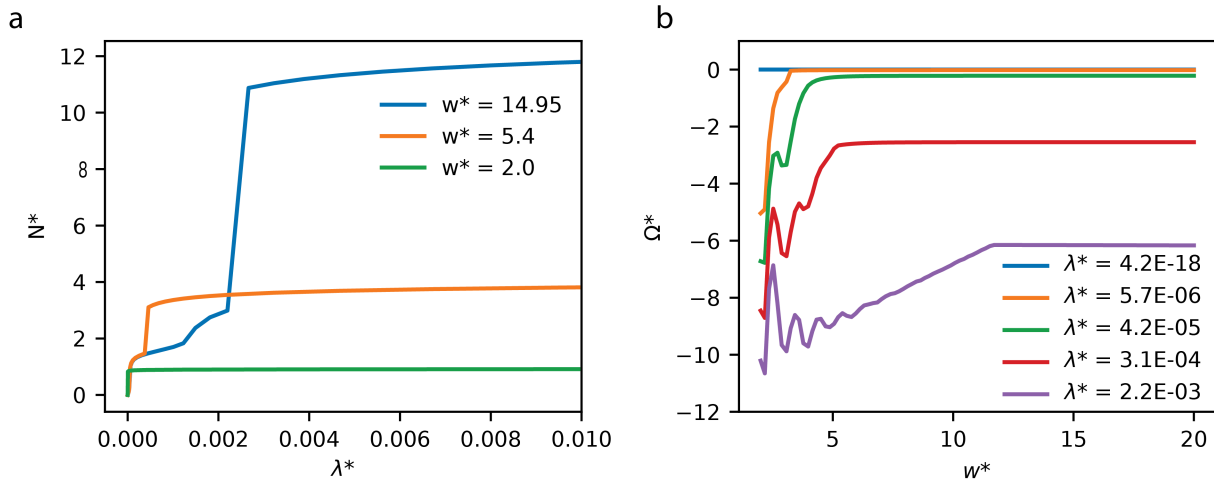 a
12
10
8
6
4
2
0
N*
w* = 14.95
w* = 5.4
w* = 2.0
0.000 0.002 0.004 0.006 0.008 0.010
λ*
b
0
−2
−4
−6
−8
−10
−12
Ω*
λ* = 4.2E-18
λ* = 5.7E-06
λ* = 4.2E-05
λ* = 3.1E-04
λ* = 2.2E-03
5 10 15 20
w*